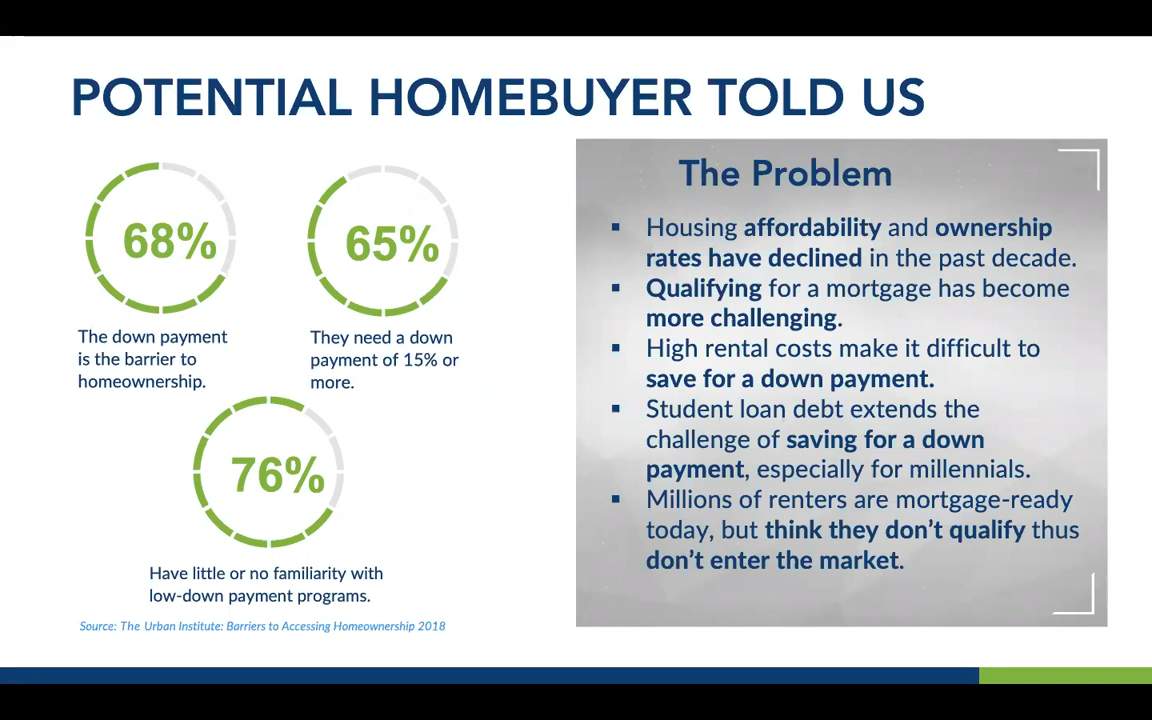 POTENTIAL HOMEBUYER TOLD US
68%
The down payment
is the barrier to
homeownership.
65%
They need a down
payment of 15% or
more.
76%
Have little or no familiarity with
low-down payment programs.
Source: The Urban Institute: Barriers to Accessing Homeownership 2018
The Problem
▪ Housing affordability and ownership
rates have declined in the past decade.
▪ Qualifying for a mortgage has become
more challenging.
▪ High rental costs make it difficult to
save for a down payment.
▪ Student loan debt extends the
challenge of saving for a down
payment, especially for millennials.
▪ Millions of renters are mortgage-ready
today, but think they don’t qualify thus
don’t enter the market.